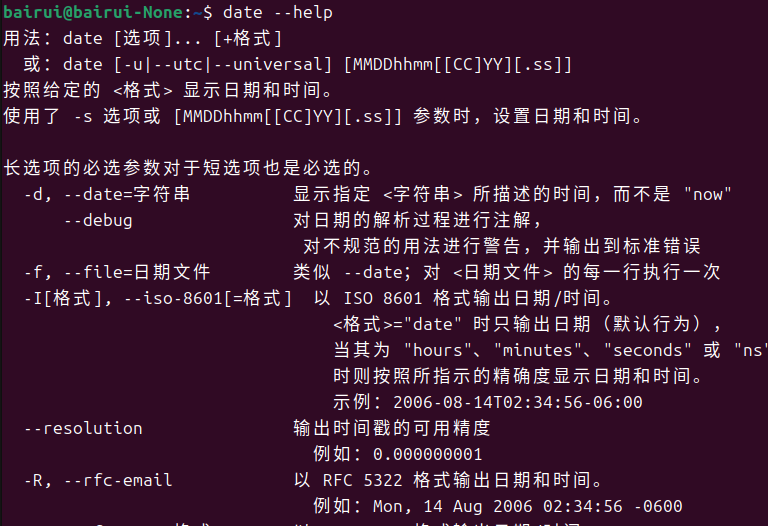 bairui@bairui-None:~$ date --help
用法：date [选项]... [+格式]
或：date [-u|--utc|--universal] [MMDDhhmm[[CC]YY][.ss]]
按照给定的 <格式> 显示日期和时间。
使用了 -s 选项或 [MMDDhhmm[[CC]YY][.ss]] 参数时，设置日期和时间。
长选项的必选参数对于短选项也是必选的。
-d, --date=字符串 显示指定 <字符串> 所描述的时间，而不是 "now"
--debug 对日期的解析过程进行注解，
对不规范的用法进行警告，并输出到标准错误
-f, --file=日期文件 类似 --date；对 <日期文件> 的每一行执行一次
-I[格式], --iso-8601[=格式] 以 ISO 8601 格式输出日期/时间。
<格式>="date" 时只输出日期（默认行为），
当其为 "hours"、"minutes"、"seconds" 或 "ns"
时则按照所指示的精确度显示日期和时间。
示例：2006-08-14T02:34:56-06:00
--resolution 输出时间戳的可用精度
例如：0.000000001
-R, --rfc-email 以 RFC 5322 格式输出日期和时间。
例如：Mon, 14 Aug 2006 02:34:56 -0600